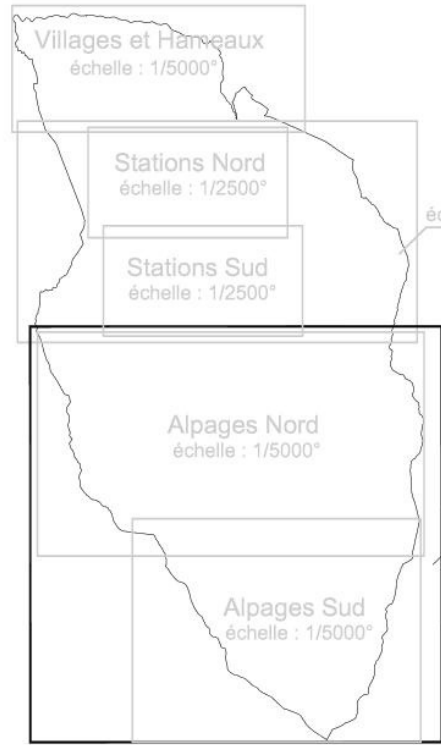 Villages et Hameaux
échelle : 1/5000°
Stations Nord
échelle : 1/2500°
éc
Stations Sud
échelle : 1/2500°
Alpages Nord
échelle : 1/5000°
Alpages Sud
échelle : 1/5000°